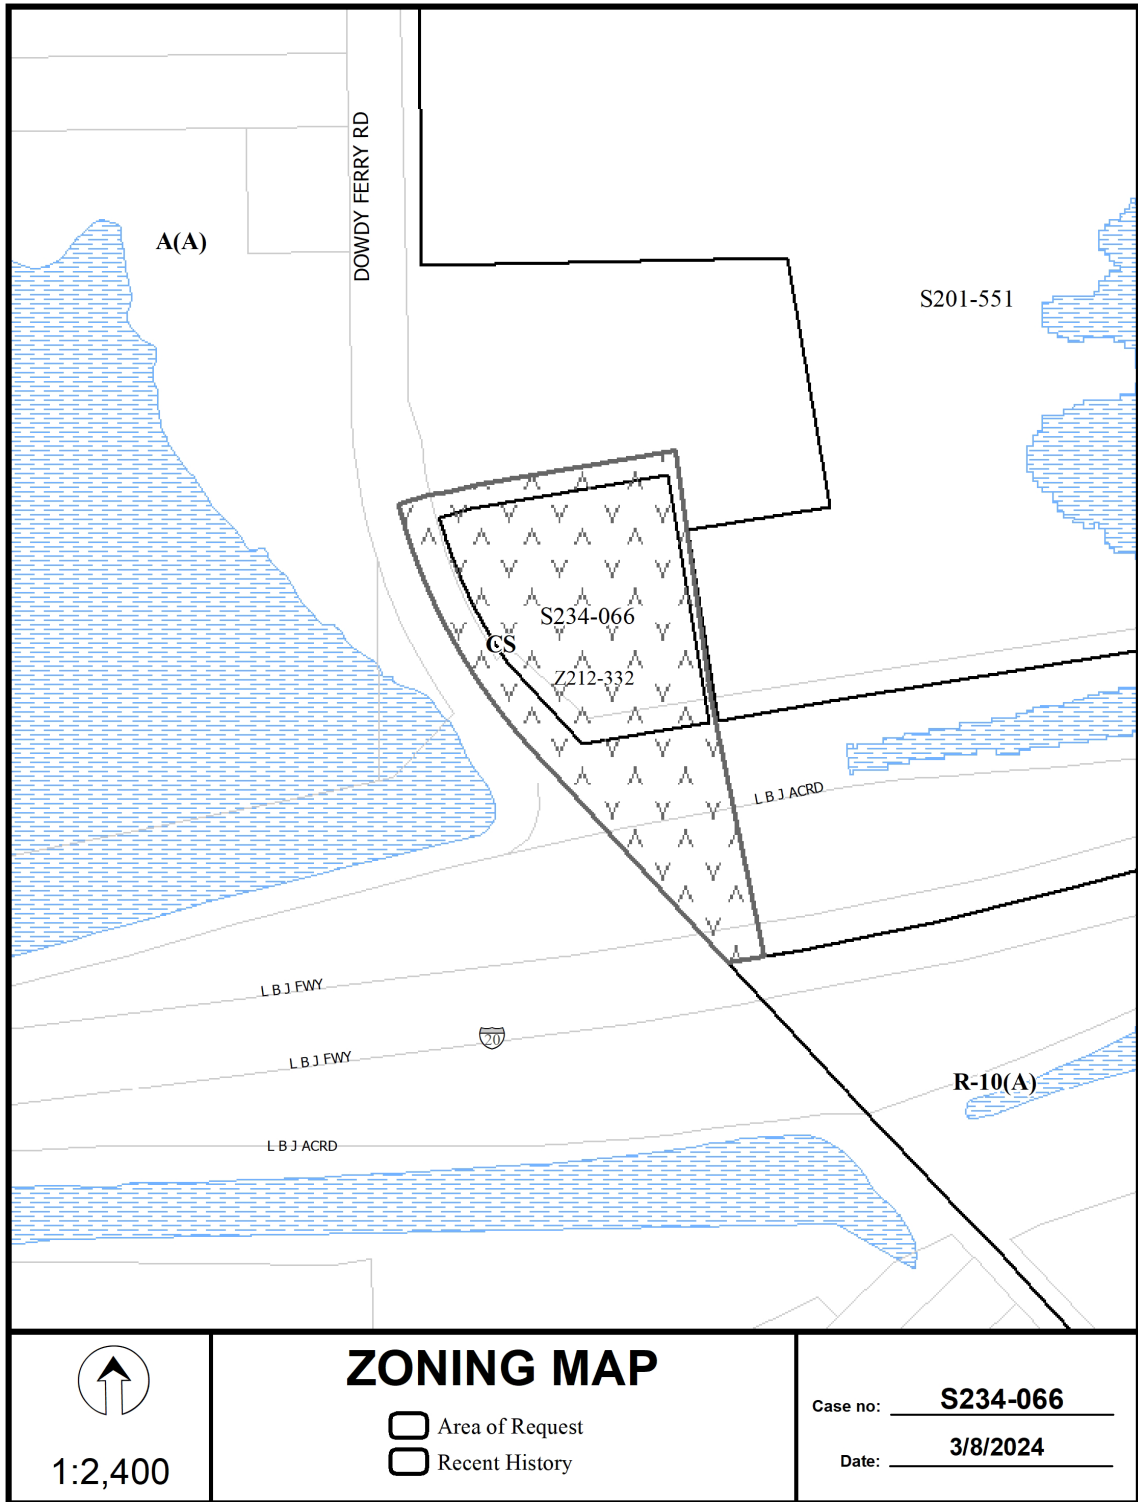 DOWDY FERRY RD
A(A)
S201-551
S234-066
CS
Z212-332
L B J ACRD
L B J FWY
20
L B J FWY
R-10(A)
L B J ACRD
1:2,400
ZONING MAP
Area of Request
Recent History
Case no: S234-066
Date: 3/8/2024